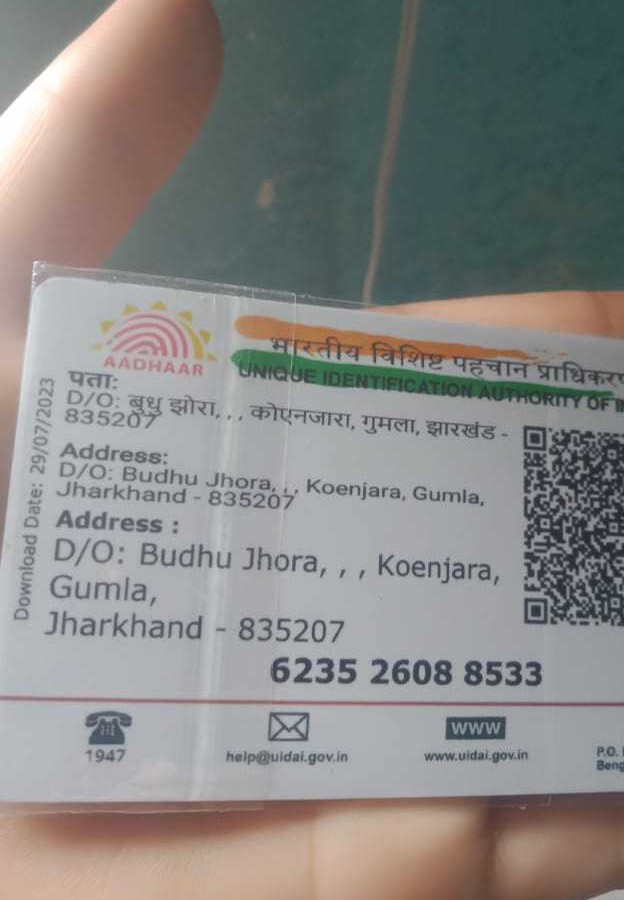 AADHAAR
भारतीय विशिष्ट पहचान प्राधिकरण
UNIQUE IDENTIFICATION AUTHORITY OF
पता:
D/O: बुधु झोरा, , , कोएनजारा, गुमला, झारखंड -
835207
Address:
D/O: Budhu Jhora, , , Koenjara, Gumla,
Jharkhand - 835207
Address :
D/O: Budhu Jhora, , , Koenjara,
Gumla,
Jharkhand - 835207
6235 2608 8533
Download Date: 29/07/2023
1947
help@uidai.gov.in
WWW
www.uidai.gov.in
P.O.